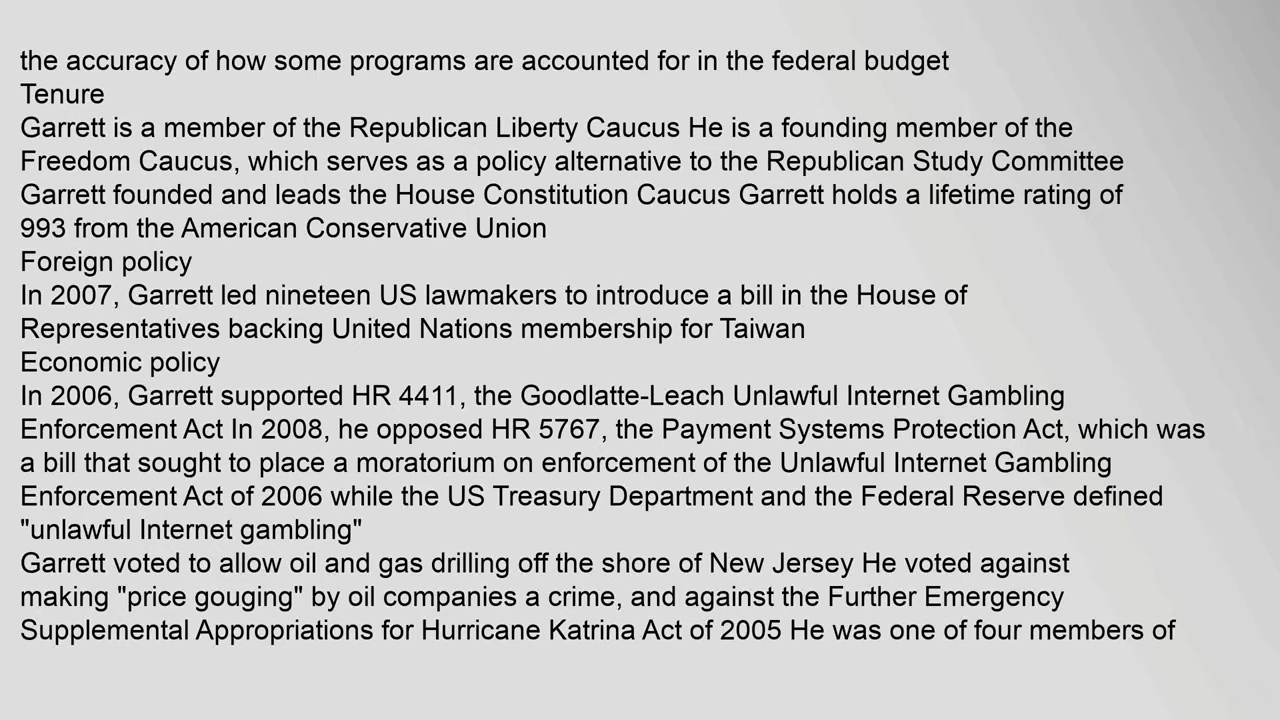 the accuracy of how some programs are accounted for in the federal budget
Tenure
Garrett is a member of the Republican Liberty Caucus He is a founding member of the
Freedom Caucus, which serves as a policy alternative to the Republican Study Committee
Garrett founded and leads the House Constitution Caucus Garrett holds a lifetime rating of
993 from the American Conservative Union
Foreign policy
In 2007, Garrett led nineteen US lawmakers to introduce a bill in the House of
Representatives backing United Nations membership for Taiwan
Economic policy
In 2006, Garrett supported HR 4411, the Goodlatte-Leach Unlawful Internet Gambling
Enforcement Act In 2008, he opposed HR 5767, the Payment Systems Protection Act, which was
a bill that sought to place a moratorium on enforcement of the Unlawful Internet Gambling
Enforcement Act of 2006 while the US Treasury Department and the Federal Reserve defined
"unlawful Internet gambling"
Garrett voted to allow oil and gas drilling off the shore of New Jersey He voted against
making "price gouging" by oil companies a crime, and against the Further Emergency
Supplemental Appropriations for Hurricane Katrina Act of 2005 He was one of four members of